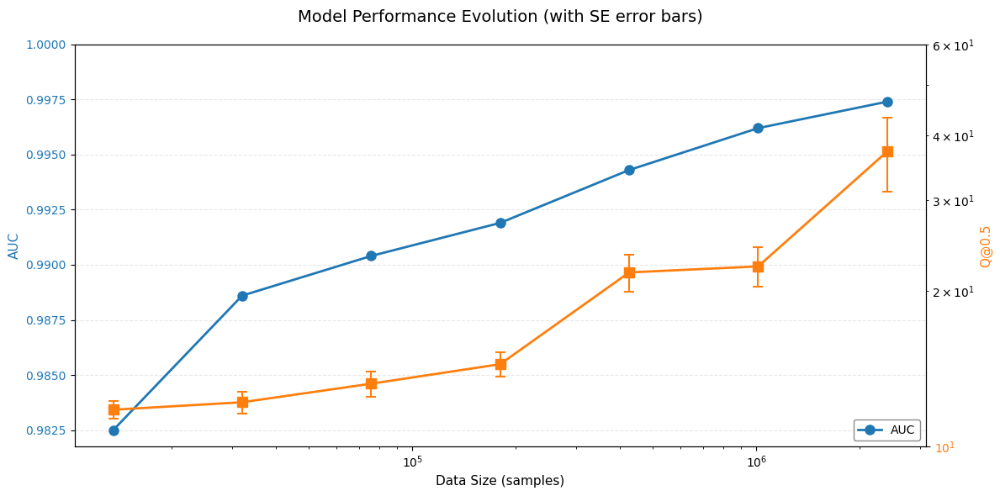 Model Performance Evolution (with SE error bars)
1.0000
0.9975
0.9950
0.9925
0.9900
0.9875
0.9850
0.9825
AUC
6 × 10¹
4 × 10¹
3 × 10¹
2 × 10¹
10¹
Q@0.5
AUC
10⁵
10⁶
Data Size (samples)